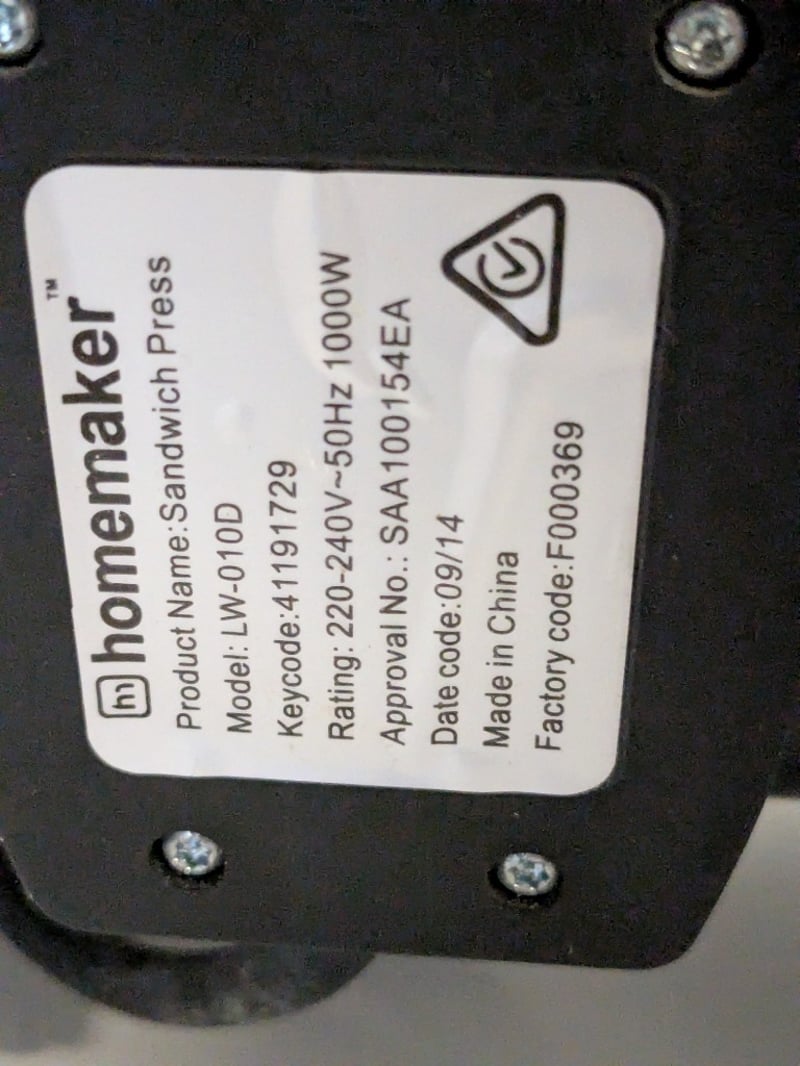 homemaker™
Product Name:Sandwich Press
Model: LW-010D
Keycode:41191729
Rating: 220-240V~50Hz 1000W
Approval No.: SAA100154EA
Date code:09/14
Made in China
Factory code:F000369